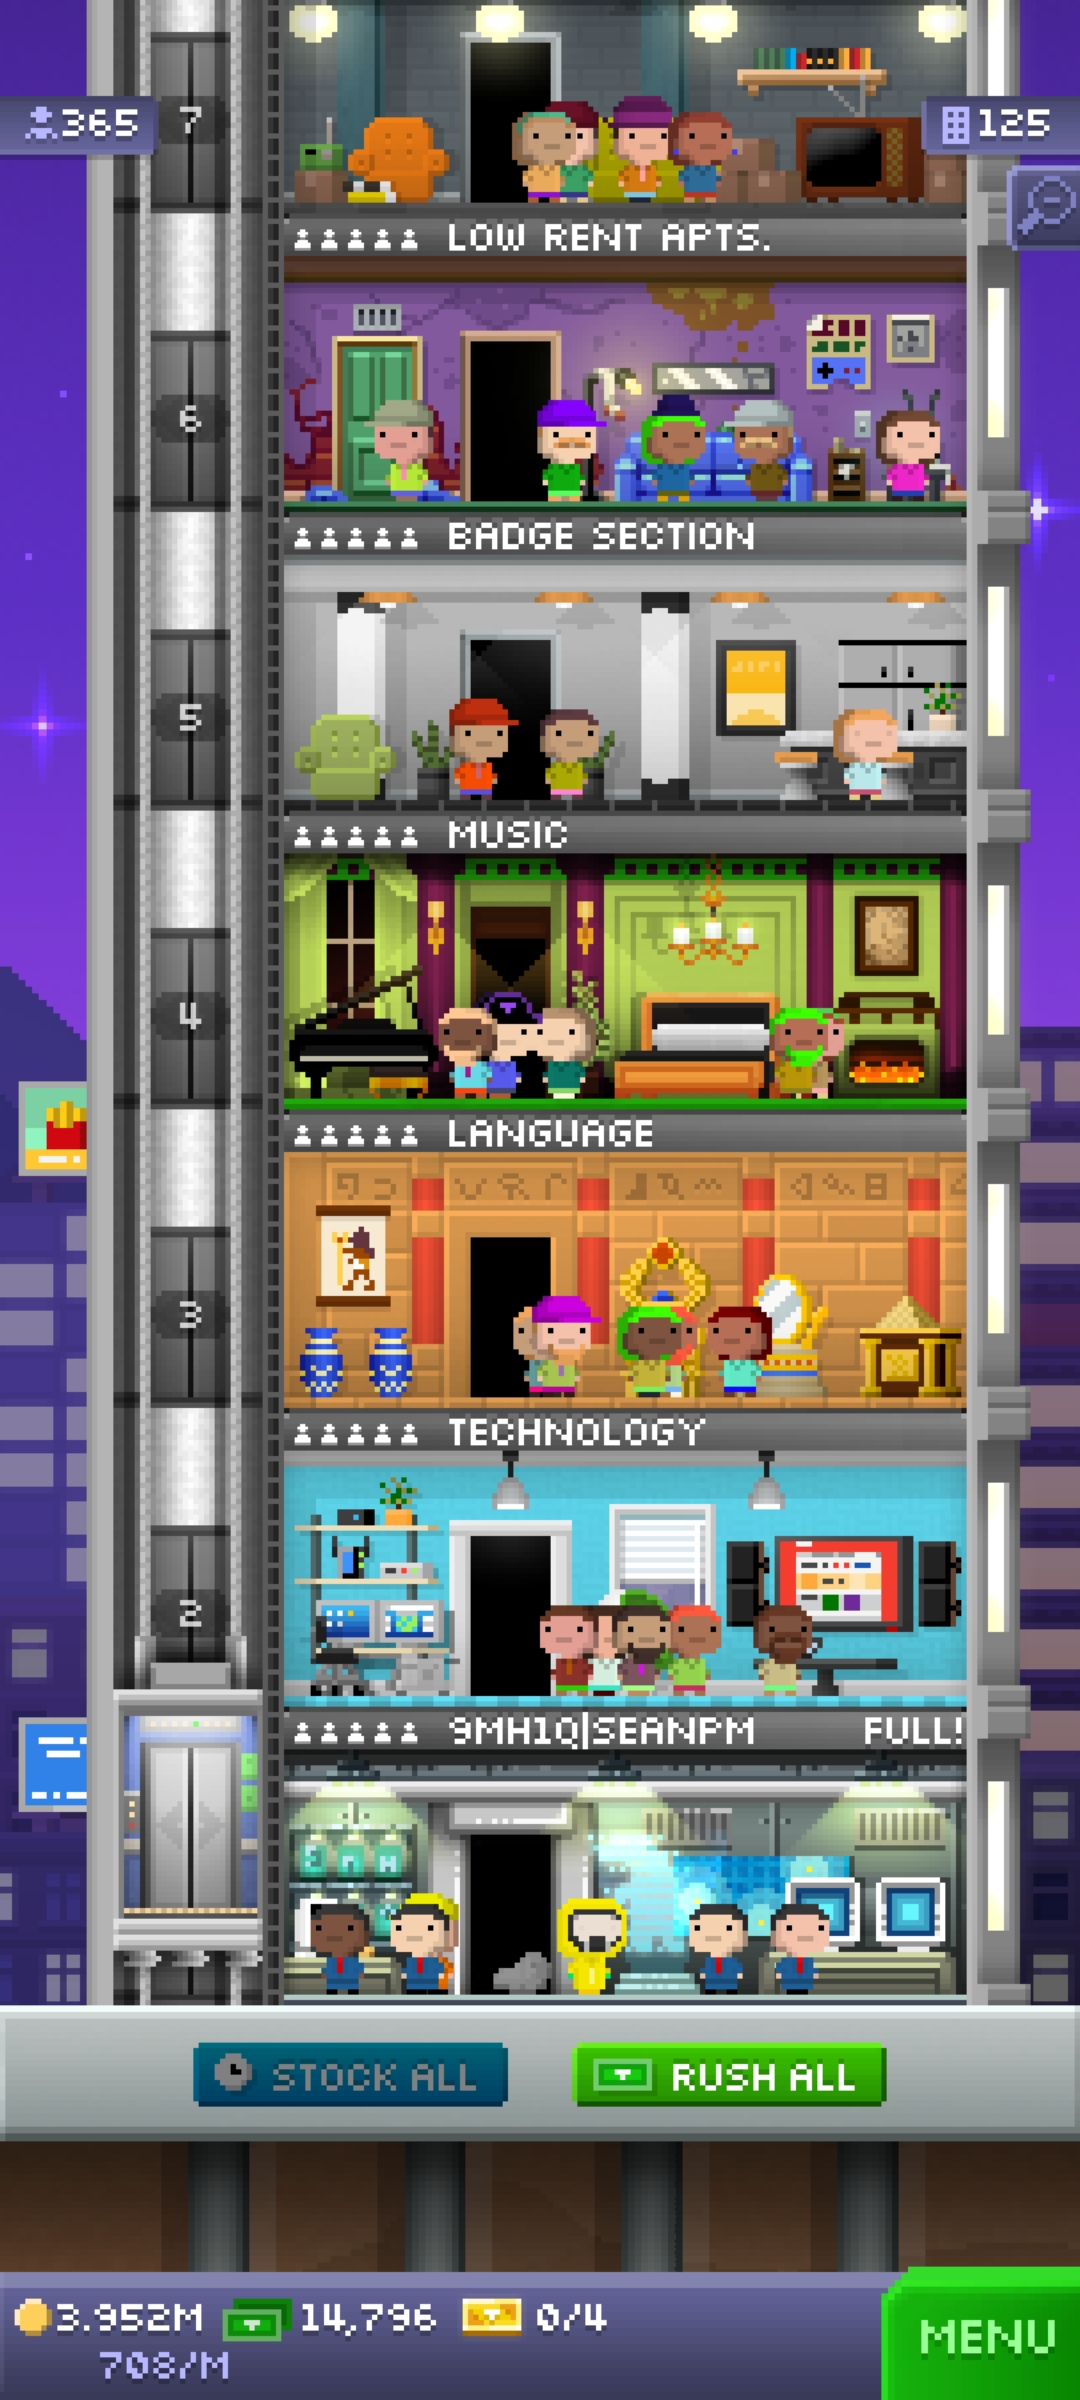 7
365
125
LOW RENT APTS.
6
BADGE SECTION
5
MUSIC
4
LANGUAGE
3
TECHNOLOGY
2
9MH1Q|SEANPM FULL!
STOCK ALL
RUSH ALL
3.952M 14,796 0/4
708/M
MENU